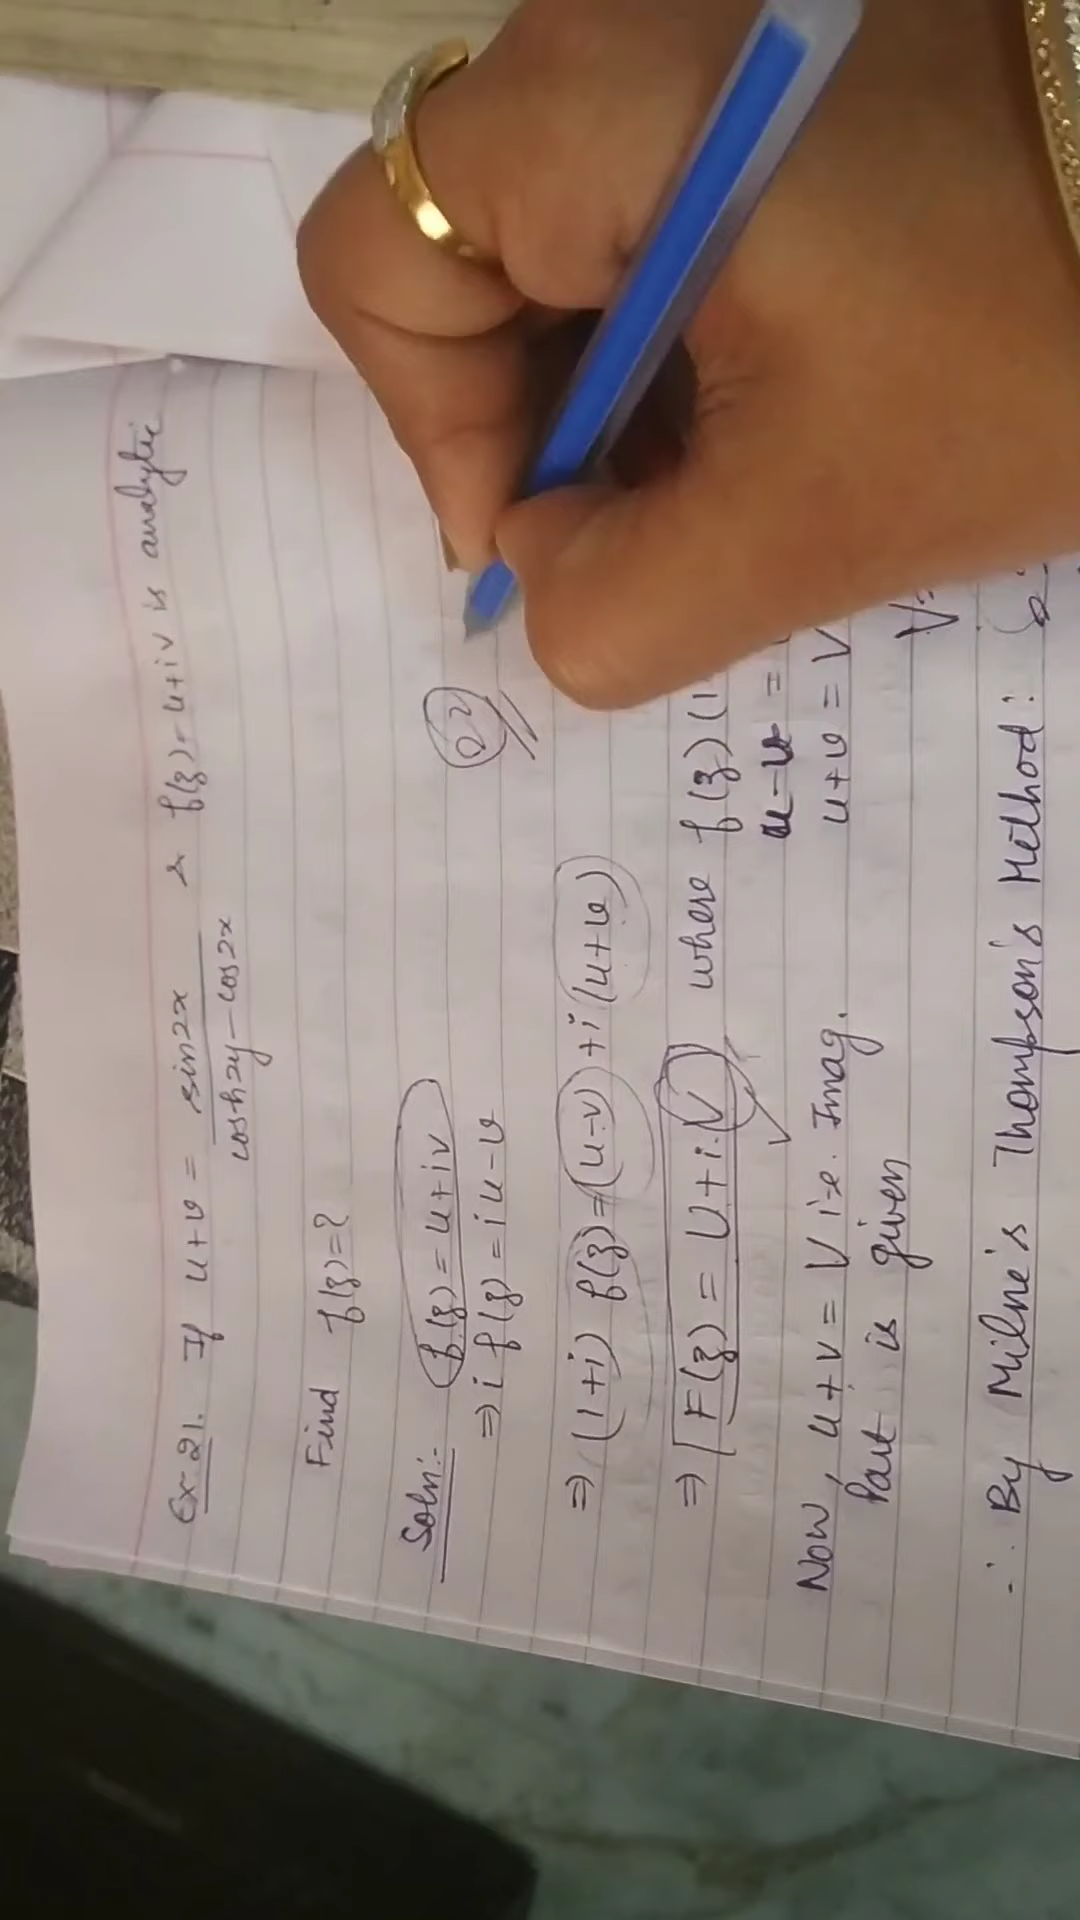 Ex 21. If u+v = sin2x / cosh2y-cos2x & f(z)=u+iv is analytic
Find f(z)=?
Soln:- f(z) = u+iv
⇒ i f(z) = iu-v
⇒ (1+i) f(z) = (u-v)+i(u+v)
⇒ F(z) = U+i.V where f(z)(1
u-v =
u+v = V
Now, u+v = V i.e. Imag.
Part is given V=
∴ By Milne's Thompson's Method: